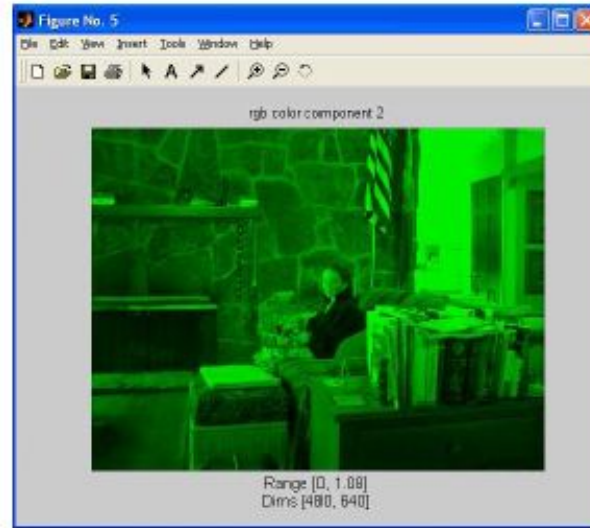 Figure No. 5
File Edit View Insert Tools Window Help
A
rgb color component 2
Range [0, 1.09]
Dims [480, 640]